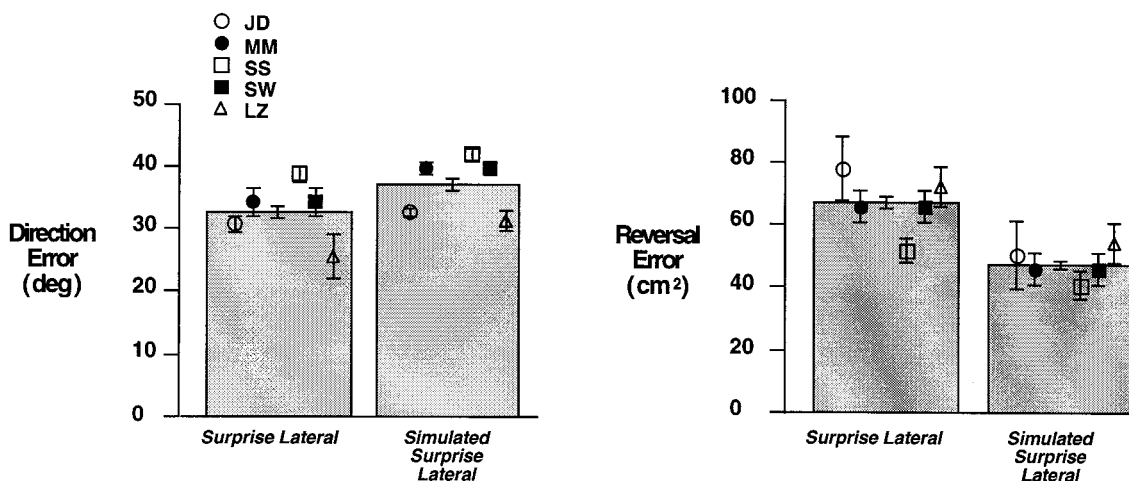 JD
MM
SS
SW
LZ
50
40
30
20
10
0
Direction
Error
(deg)
Surprise Lateral
Simulated
Surprise
Lateral
100
80
60
40
20
0
Reversal
Error
(cm²)
Surprise Lateral
Simulated
Surprise
Lateral